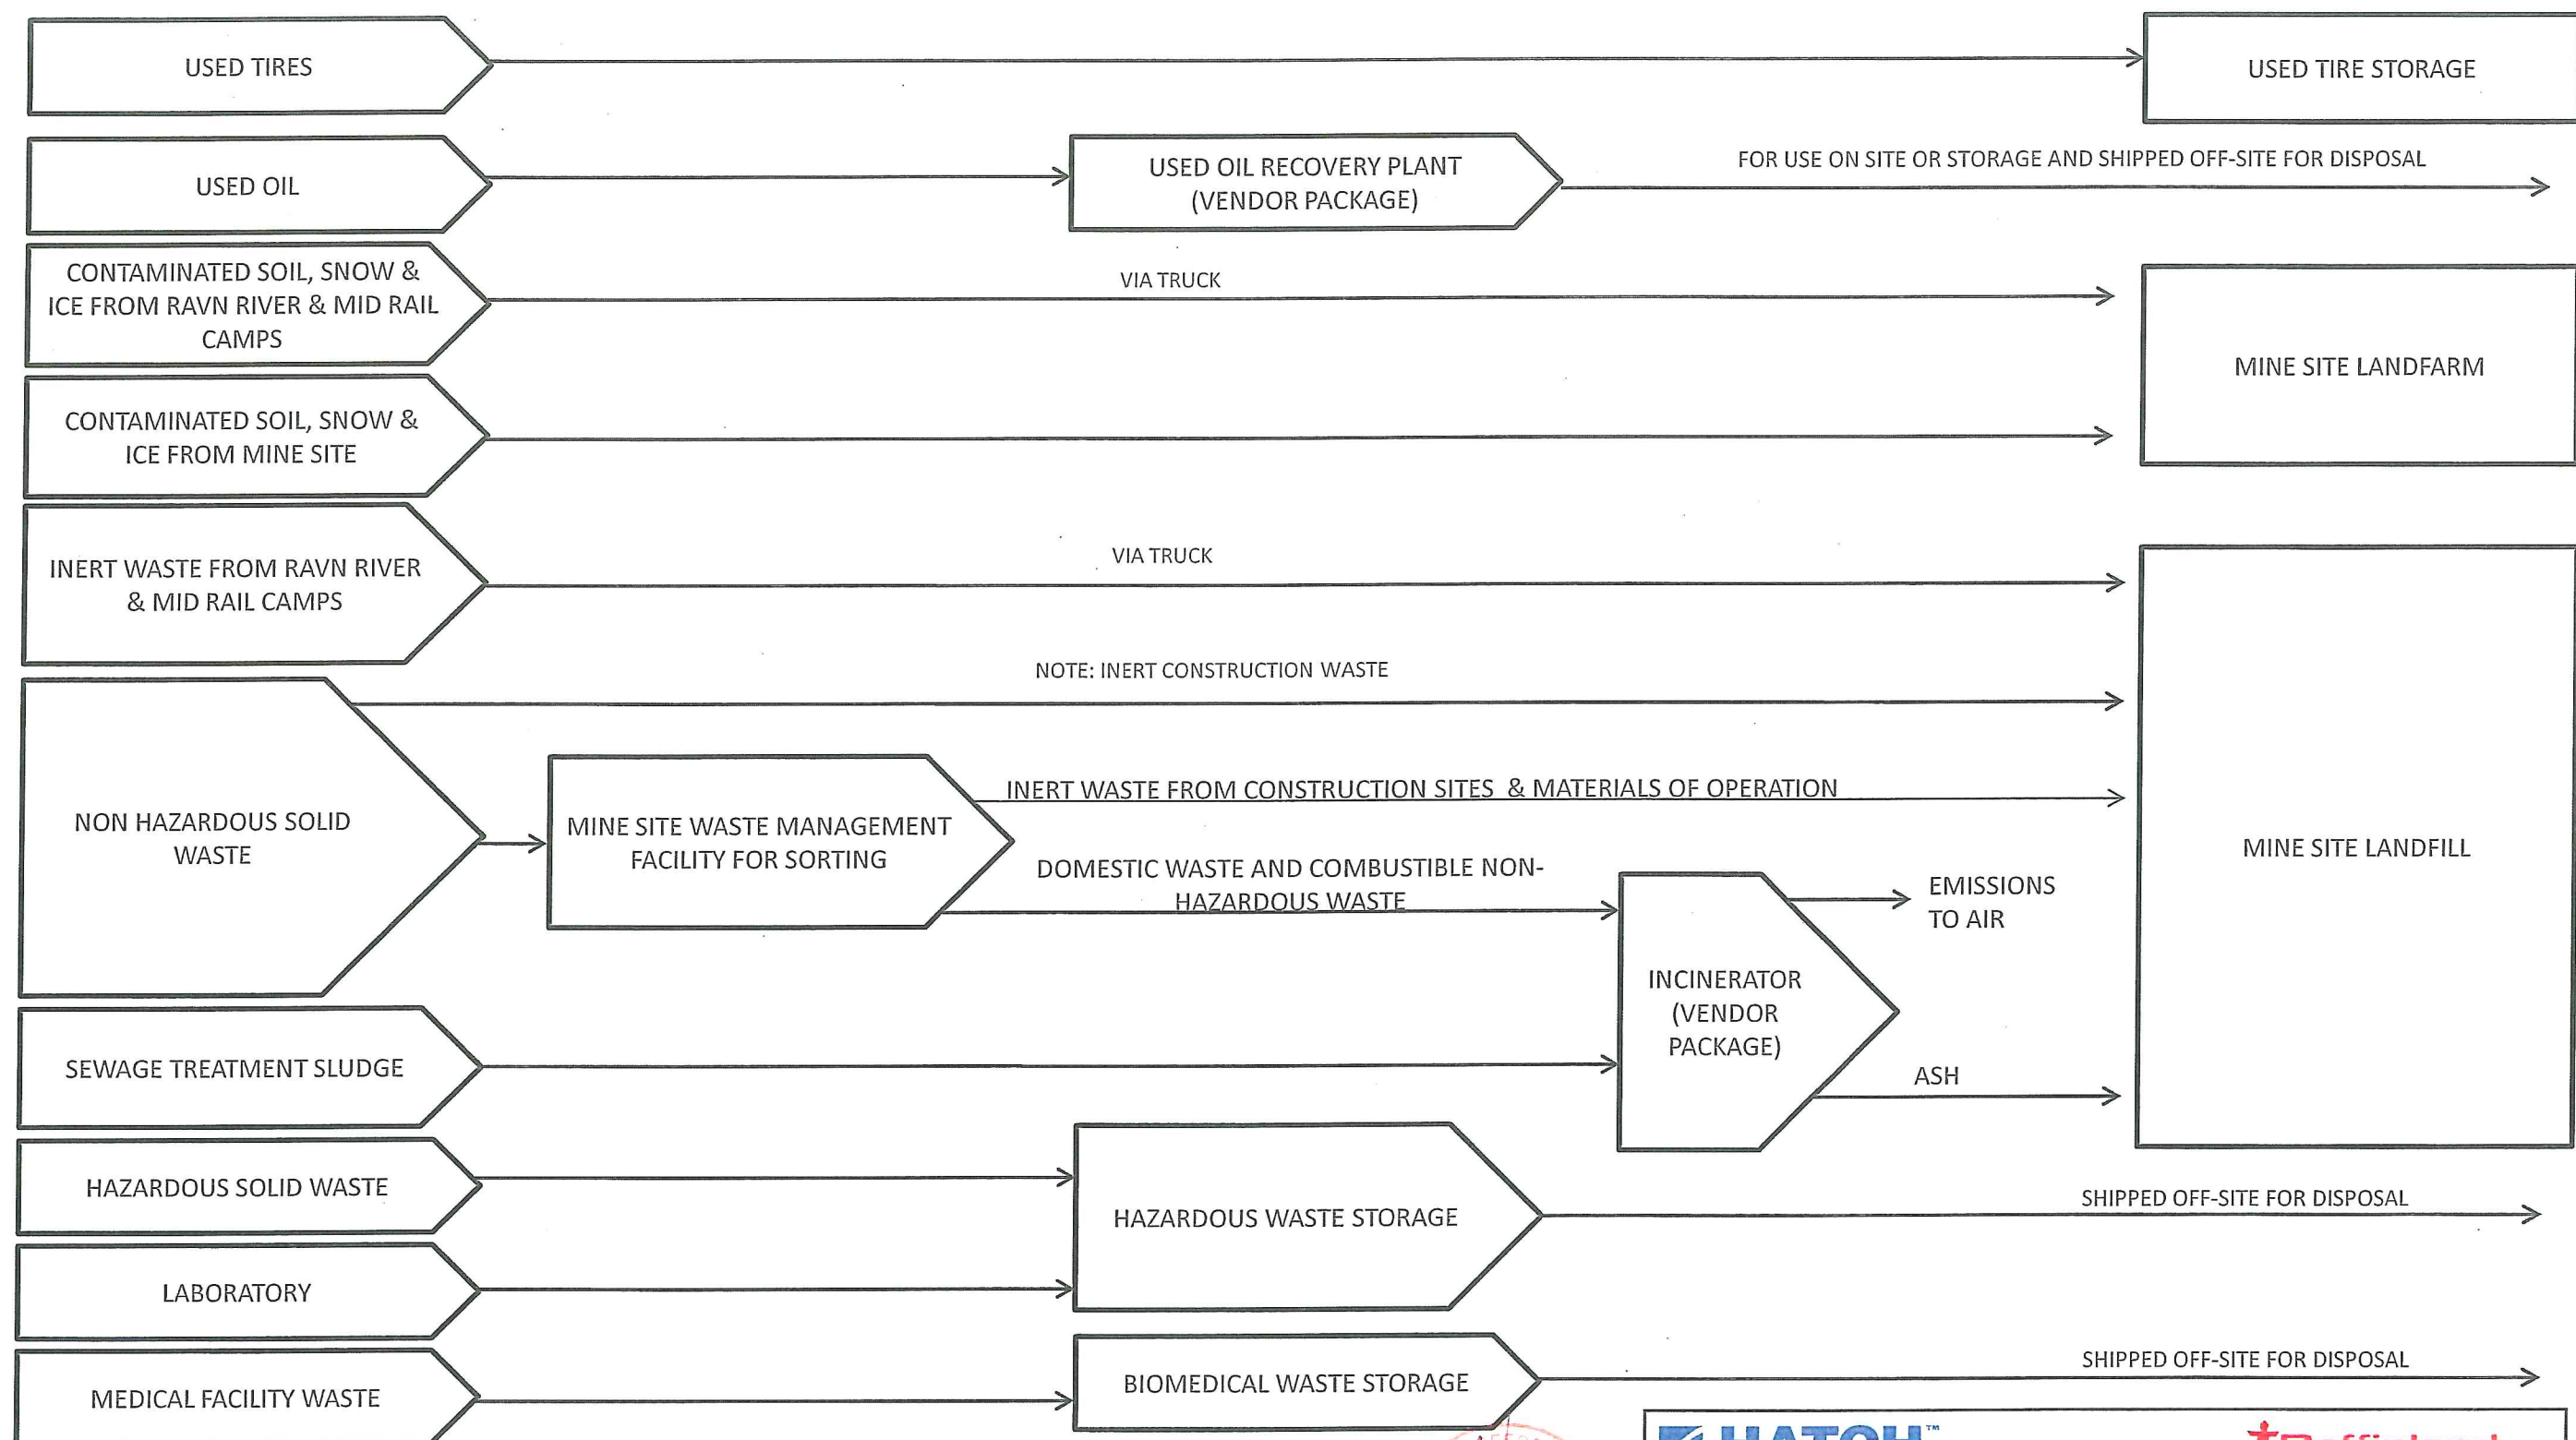 USED TIRES
USED TIRE STORAGE
USED OIL
USED OIL RECOVERY PLANT
(VENDOR PACKAGE)
FOR USE ON SITE OR STORAGE AND SHIPPED OFF-SITE FOR DISPOSAL
CONTAMINATED SOIL, SNOW &
ICE FROM RAVN RIVER & MID RAIL
CAMPS
VIA TRUCK
MINE SITE LANDFARM
CONTAMINATED SOIL, SNOW &
ICE FROM MINE SITE
INERT WASTE FROM RAVN RIVER
& MID RAIL CAMPS
VIA TRUCK
NOTE: INERT CONSTRUCTION WASTE
NON HAZARDOUS SOLID
WASTE
MINE SITE WASTE MANAGEMENT
FACILITY FOR SORTING
INERT WASTE FROM CONSTRUCTION SITES & MATERIALS OF OPERATION
DOMESTIC WASTE AND COMBUSTIBLE NON-
HAZARDOUS WASTE
MINE SITE LANDFILL
EMISSIONS
TO AIR
INCINERATOR
(VENDOR
PACKAGE)
ASH
SEWAGE TREATMENT SLUDGE
HAZARDOUS SOLID WASTE
HAZARDOUS WASTE STORAGE
SHIPPED OFF-SITE FOR DISPOSAL
LABORATORY
MEDICAL FACILITY WASTE
BIOMEDICAL WASTE STORAGE
SHIPPED OFF-SITE FOR DISPOSAL
HATCH™